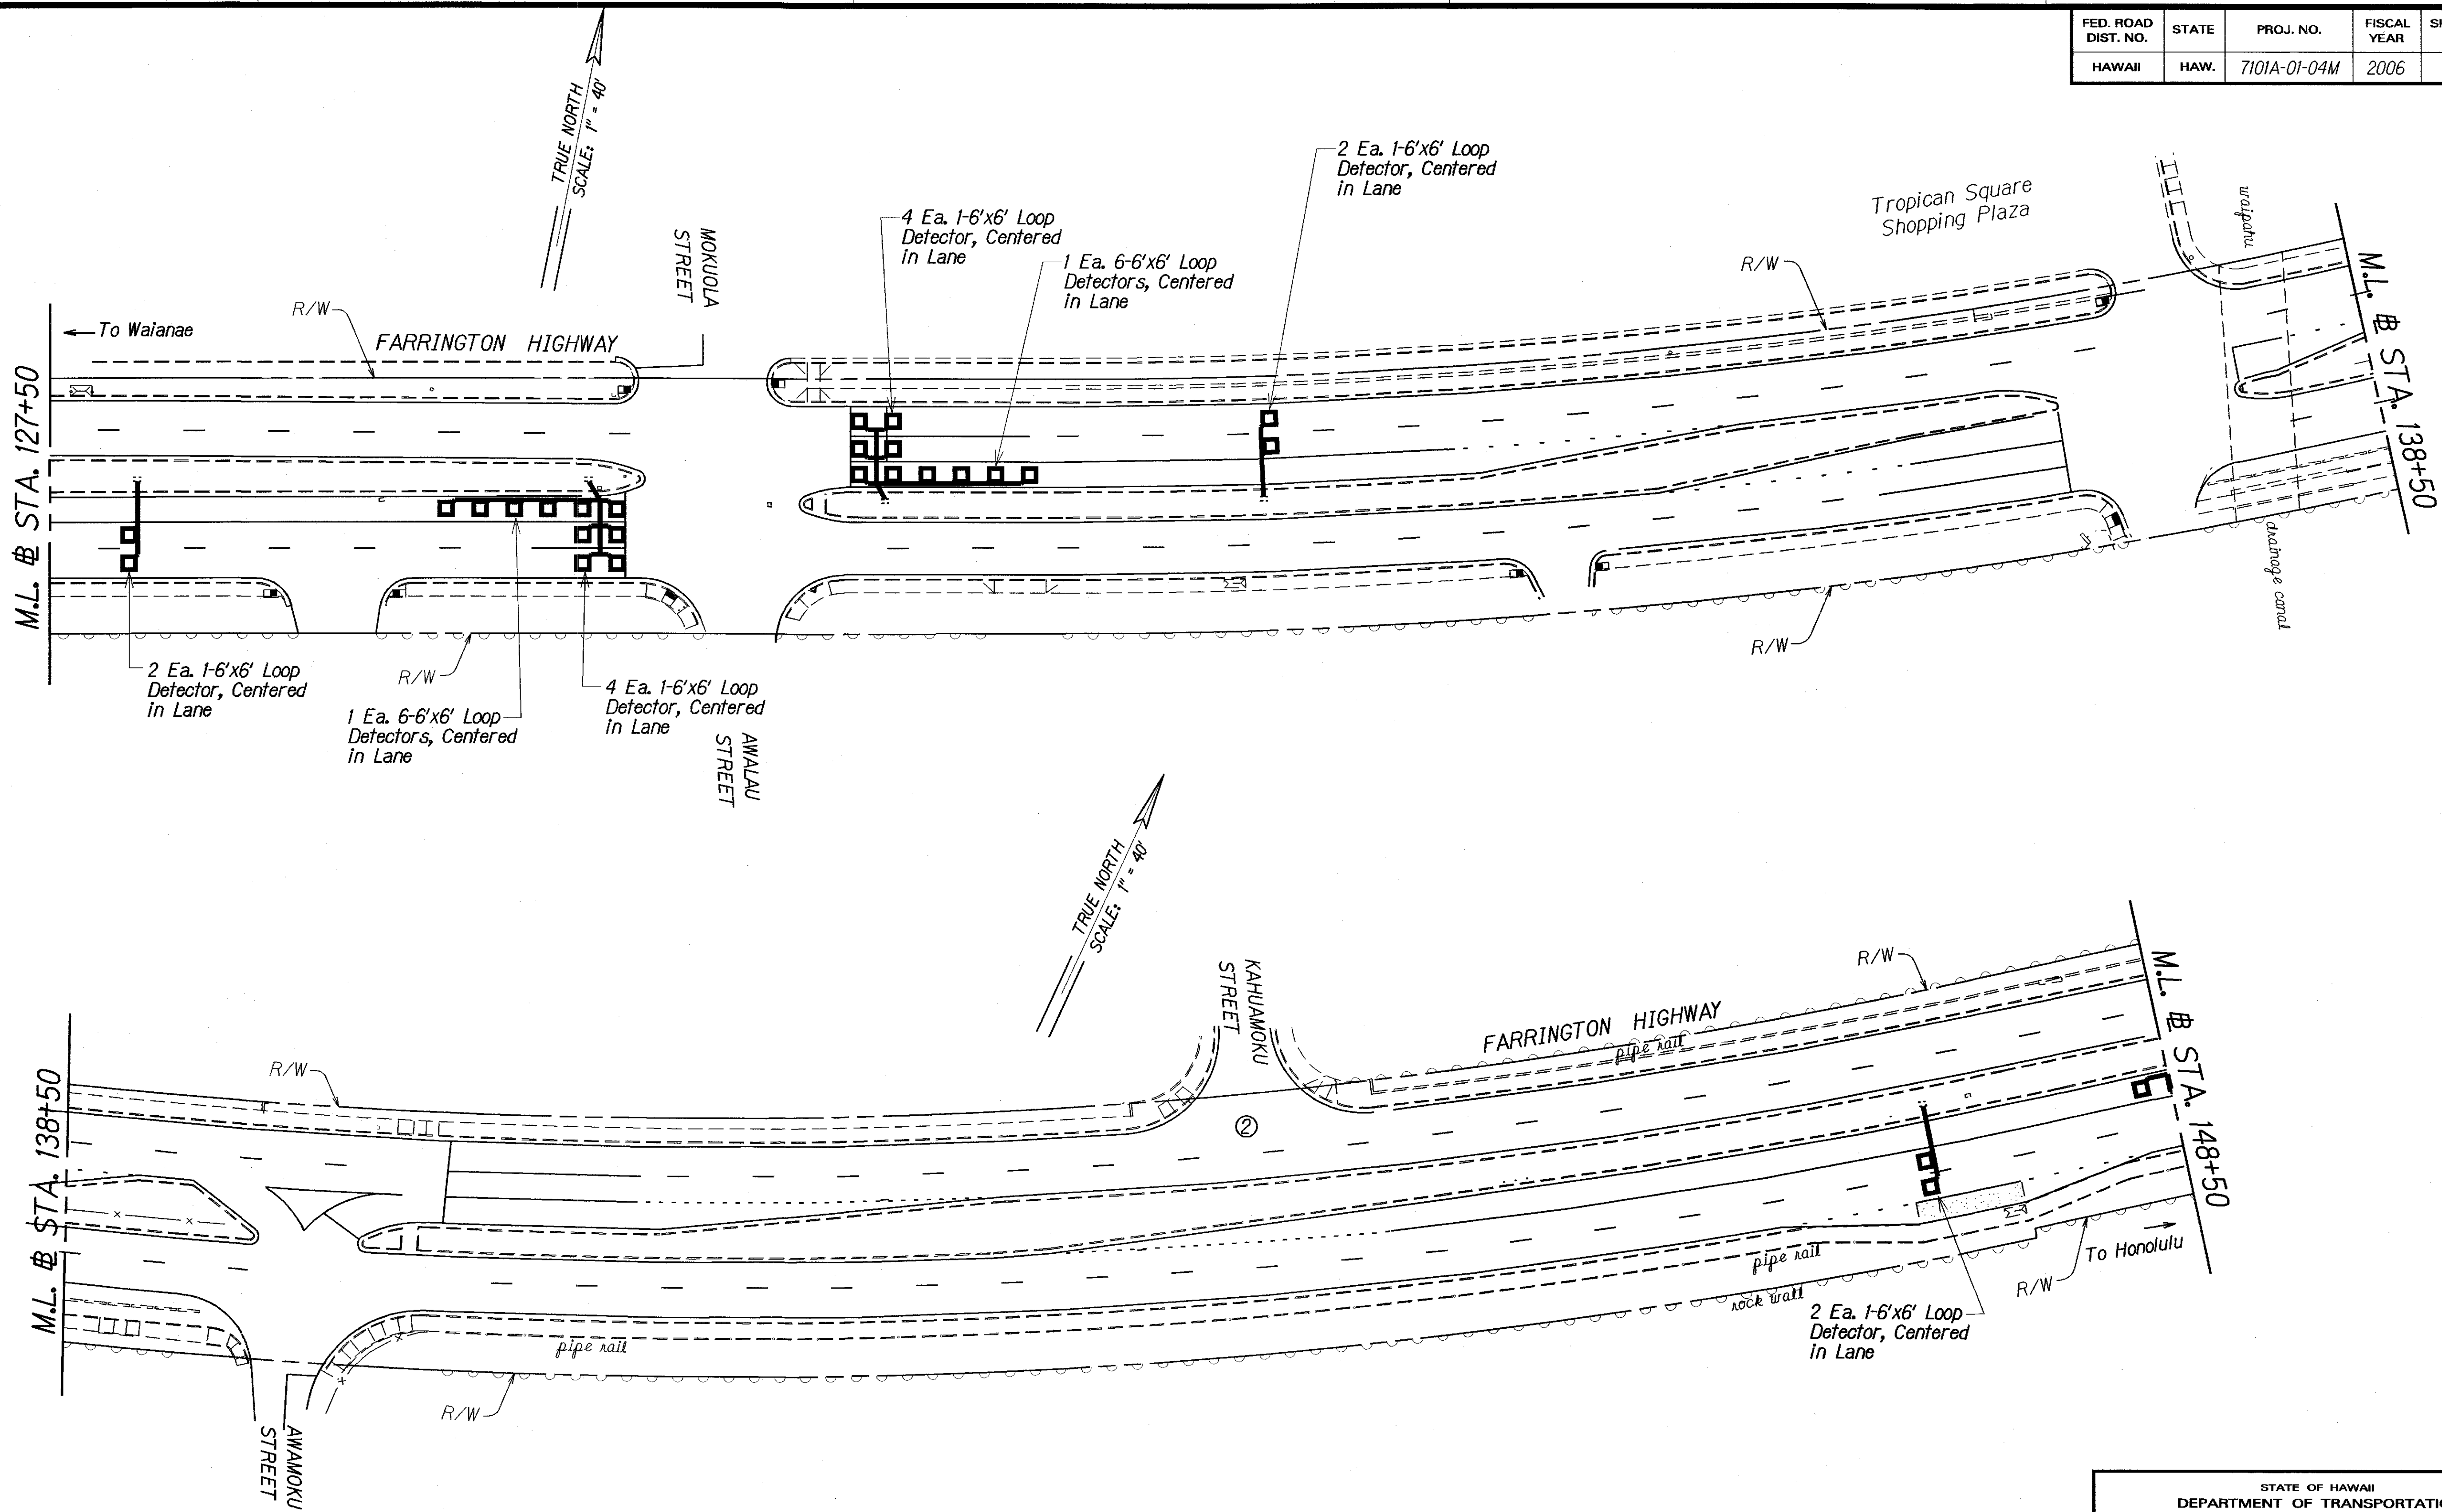 FED. ROAD DIST. NO.
STATE
PROJ. NO.
FISCAL YEAR
HAWAII
HAW.
7101A-01-04M
2006
TRUE NORTH
SCALE: 1" = 40'
2 Ea. 1-6'x6' Loop
Detector, Centered
in Lane
4 Ea. 1-6'x6' Loop
Detector, Centered
in Lane
1 Ea. 6-6'x6' Loop
Detectors, Centered
in Lane
Tropican Square
Shopping Plaza
waipahu
MOKUOLA
STREET
R/W
R/W
To Waianae
FARRINGTON HIGHWAY
M.L. ⅊ STA. 127+50
M.L. ⅊ STA. 138+50
drainage canal
R/W
R/W
2 Ea. 1-6'x6' Loop
Detector, Centered
in Lane
1 Ea. 6-6'x6' Loop
Detectors, Centered
in Lane
4 Ea. 1-6'x6' Loop
Detector, Centered
in Lane
AWALAU
STREET
TRUE NORTH
SCALE: 1" = 40'
KAHUAMOKU
STREET
R/W
FARRINGTON HIGHWAY
pipe rail
M.L. ⅊ STA. 138+50
R/W
2
M.L. ⅊ STA. 148+50
pipe rail
To Honolulu
R/W
rock wall
2 Ea. 1-6'x6' Loop
Detector, Centered
in Lane
pipe rail
R/W
AWAMOKU
STREET
STATE OF HAWAII